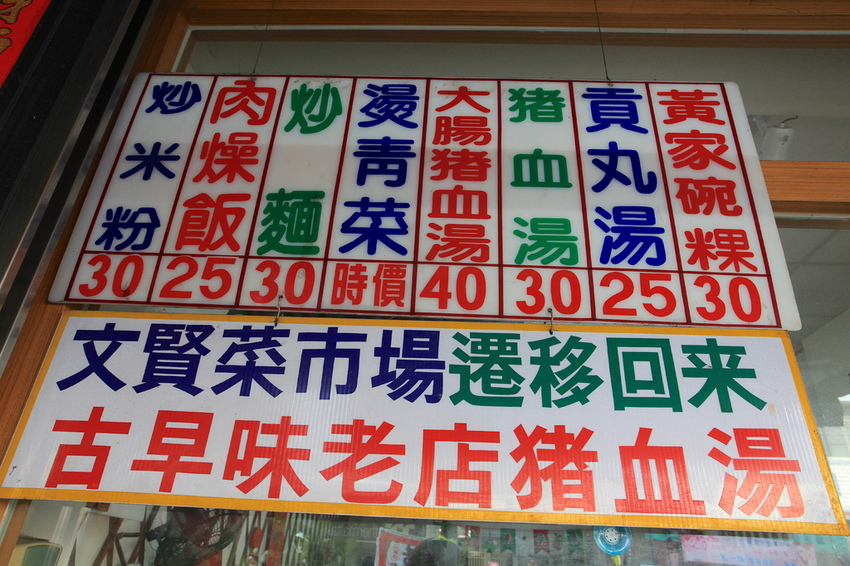 黃家碗粿 30
貢丸湯 25
猪血湯 30
大腸猪血湯 40
燙青菜 時價
炒麵 30
肉燥飯 25
炒米粉 30
文賢菜市場遷移回来
古早味老店猪血湯